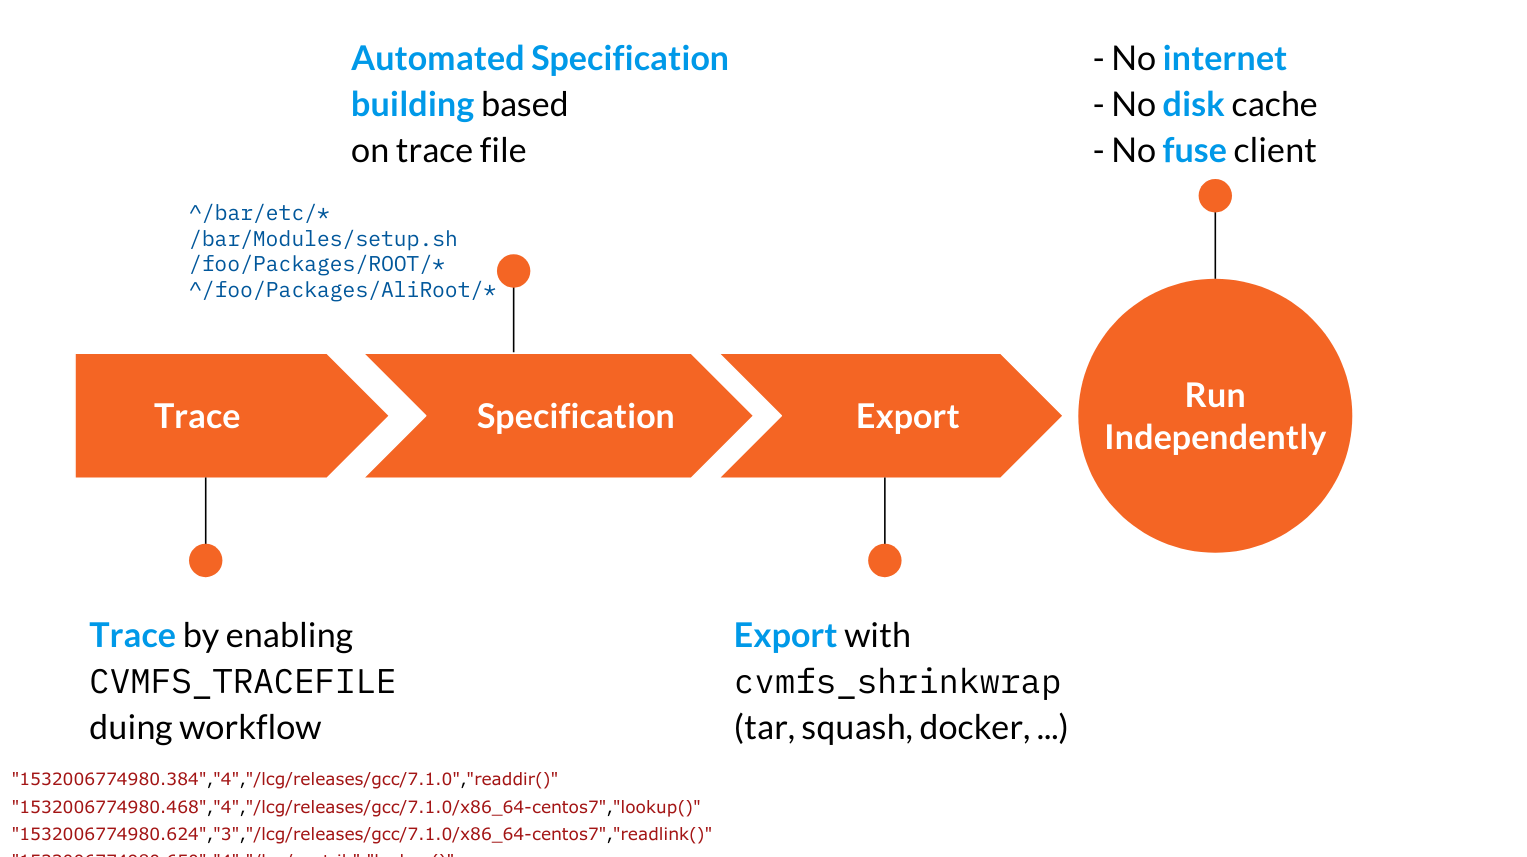 Automated Specification
building based
on trace file
- No internet
- No disk cache
- No fuse client
^/bar/etc/*
/bar/Modules/setup.sh
/foo/Packages/ROOT/*
^/foo/Packages/AliRoot/*
Trace
Specification
Export
Run
Independently
Trace by enabling
CVMFS_TRACEFILE
duing workflow
Export with
cvmfs_shrinkwrap
(tar, squash, docker, ...)
"1532006774980.384","4","/lcg/releases/gcc/7.1.0","readdir()"
"1532006774980.468","4","/lcg/releases/gcc/7.1.0/x86_64-centos7","lookup()"
"1532006774980.624","3","/lcg/releases/gcc/7.1.0/x86_64-centos7","readlink()"